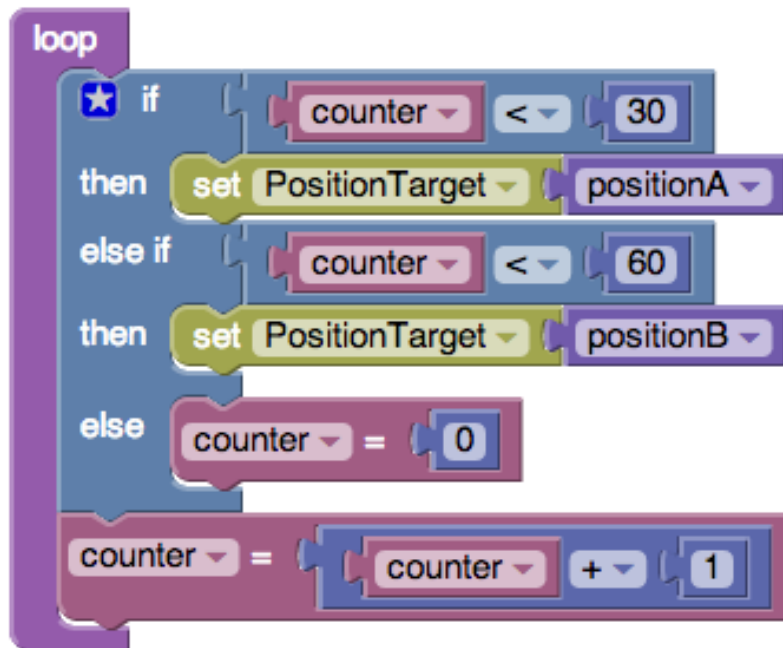 loop
if counter < 30
then set PositionTarget positionA
else if counter < 60
then set PositionTarget positionB
else counter = 0
counter = counter + 1